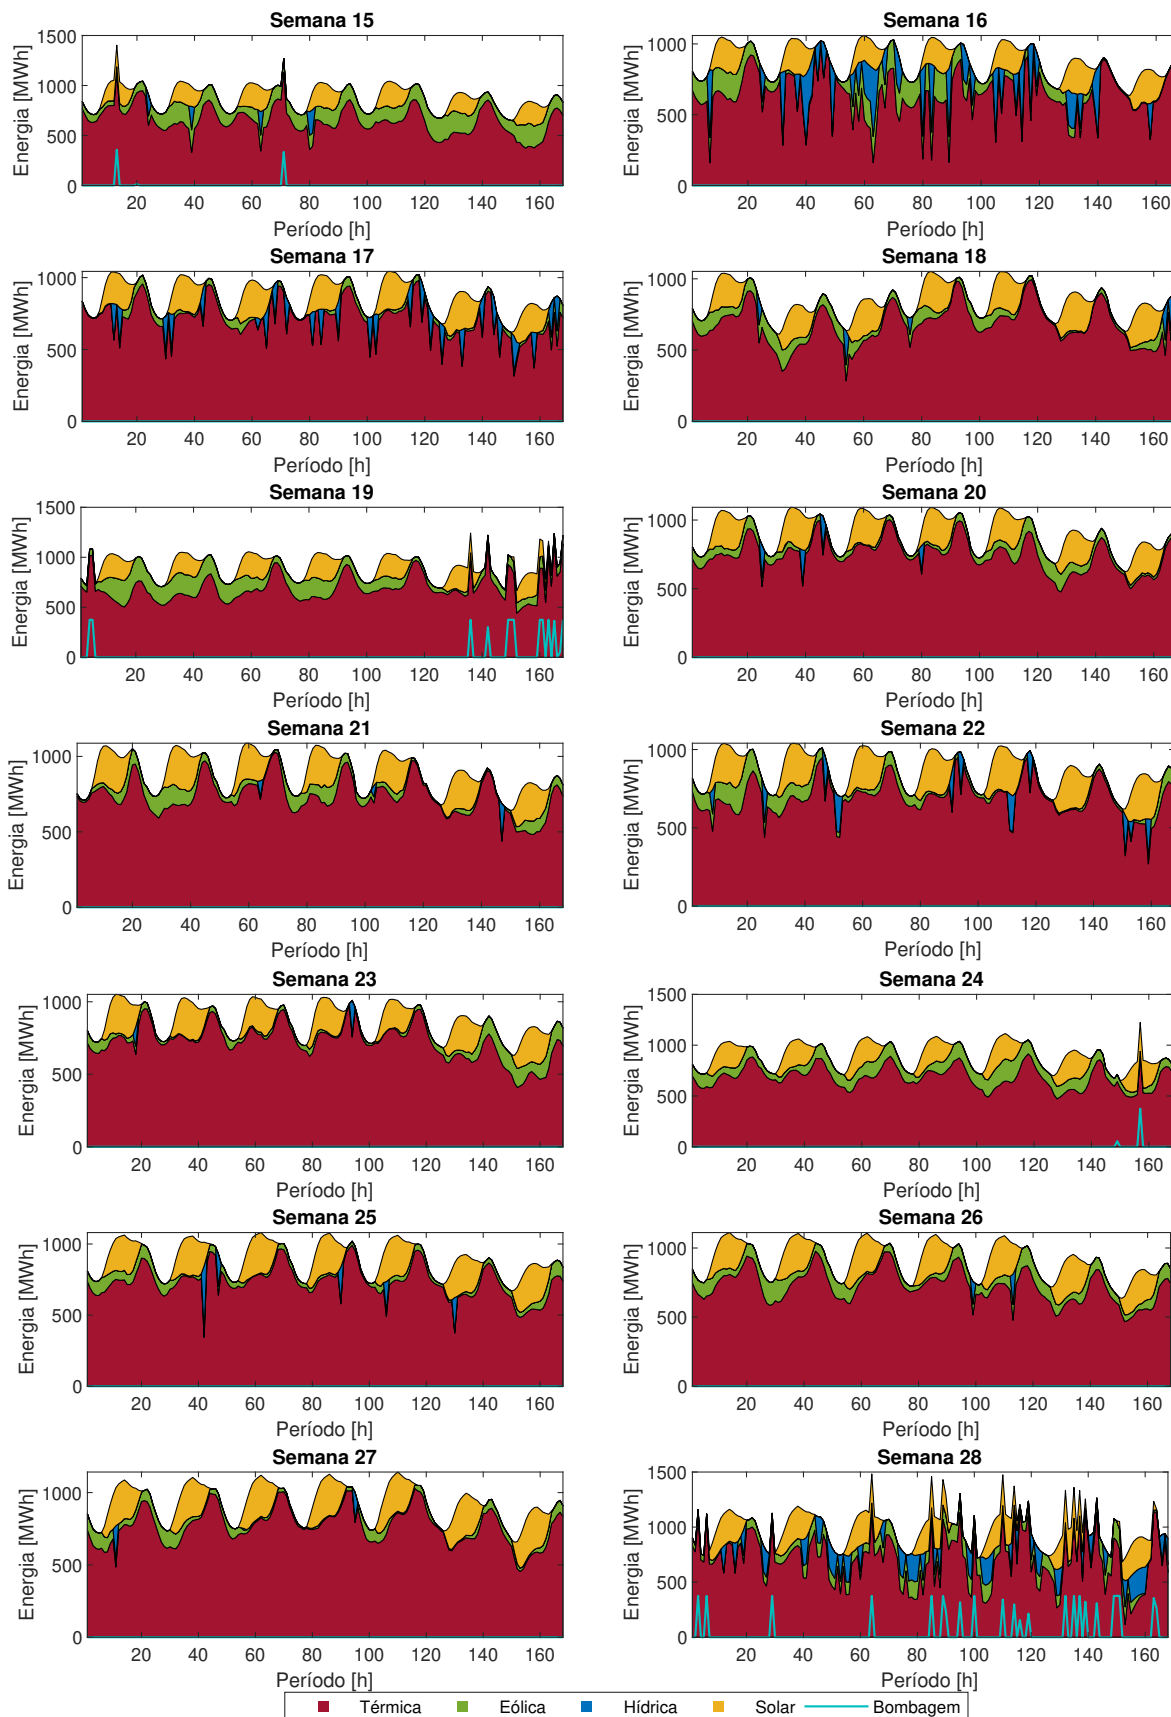 Semana 15
Energia [MWh]
1500
1000
500
0
20 40 60 80 100 120 140 160
Período [h]
Semana 16
Energia [MWh]
1000
500
0
20 40 60 80 100 120 140 160
Período [h]
Semana 17
Energia [MWh]
1000
500
0
20 40 60 80 100 120 140 160
Período [h]
Semana 18
Energia [MWh]
1000
500
0
20 40 60 80 100 120 140 160
Período [h]
Semana 19
Energia [MWh]
1500
1000
500
0
20 40 60 80 100 120 140 160
Período [h]
Semana 20
Energia [MWh]
1000
500
0
20 40 60 80 100 120 140 160
Período [h]
Semana 21
Energia [MWh]
1000
500
0
20 40 60 80 100 120 140 160
Período [h]
Semana 22
Energia [MWh]
1000
500
0
20 40 60 80 100 120 140 160
Período [h]
Semana 23
Energia [MWh]
1000
500
0
20 40 60 80 100 120 140 160
Período [h]
Semana 24
Energia [MWh]
1500
1000
500
0
20 40 60 80 100 120 140 160
Período [h]
Semana 25
Energia [MWh]
1000
500
0
20 40 60 80 100 120 140 160
Período [h]
Semana 26
Energia [MWh]
1000
500
0
20 40 60 80 100 120 140 160
Período [h]
Semana 27
Energia [MWh]
1000
500
0
20 40 60 80 100 120 140 160
Período [h]
Semana 28
Energia [MWh]
1500
1000
500
0
20 40 60 80 100 120 140 160
Período [h]
Térmica Eólica Hídrica Solar Bombagem